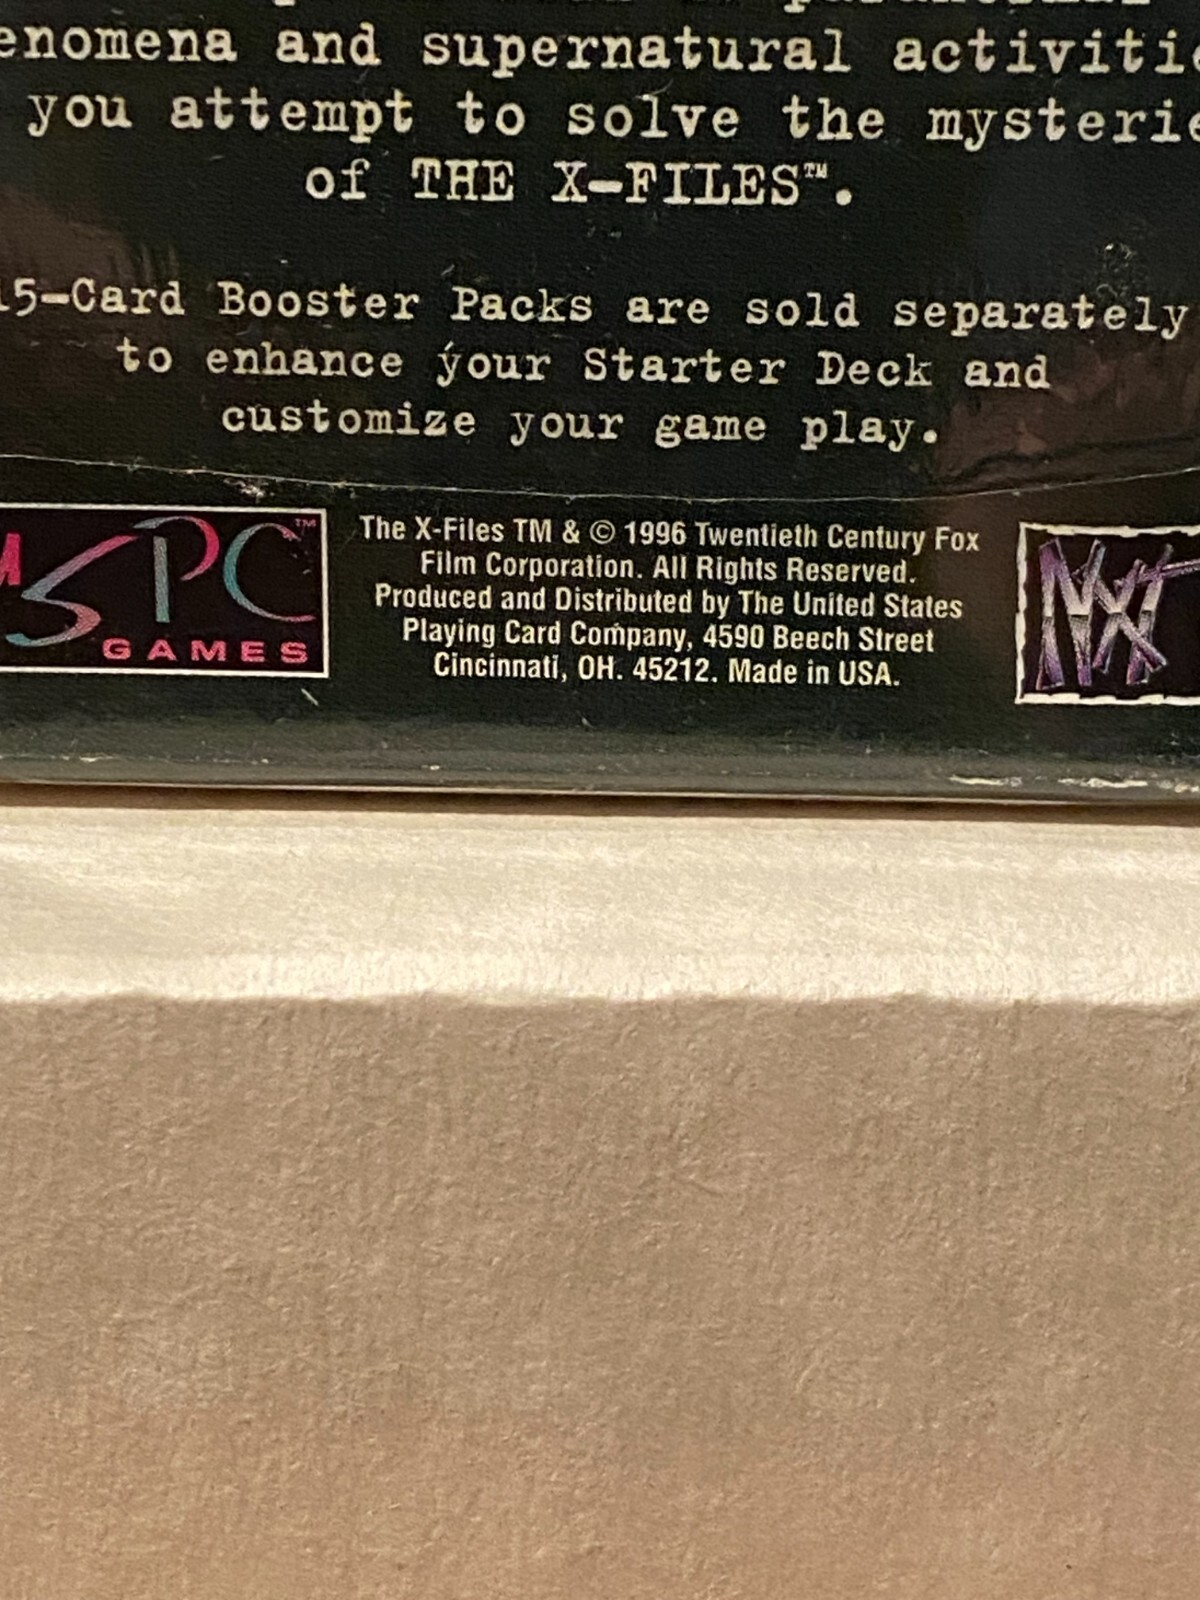 enomena and supernatural activitie
you attempt to solve the mysterie
of THE X-FILES™.
15-Card Booster Packs are sold separately
to enhance your Starter Deck and
customize your game play.
SPC™
GAMES
The X-Files TM & © 1996 Twentieth Century Fox
Film Corporation. All Rights Reserved.
Produced and Distributed by The United States
Playing Card Company, 4590 Beech Street
Cincinnati, OH. 45212. Made in USA.
NXT